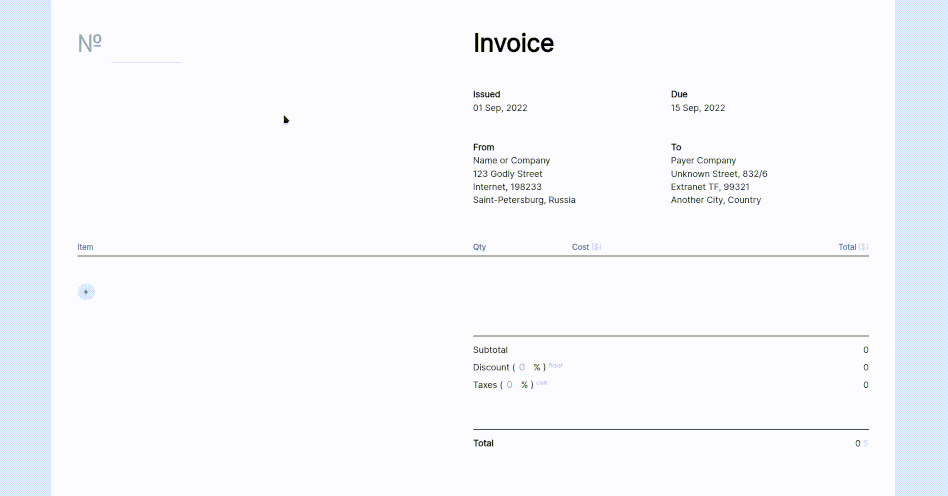 Nº
Invoice
Issued
01 Sep, 2022
Due
15 Sep, 2022
From
Name or Company
123 Godly Street
Internet, 198233
Saint-Petersburg, Russia
To
Payer Company
Unknown Street, 832/6
Extranet TF, 99321
Another City, Country
Item Qty Cost ($) Total ($)
+
Subtotal 0
Discount ( 0 % ) floor 0
Taxes ( 0 % ) ceil 0
Total 0 $